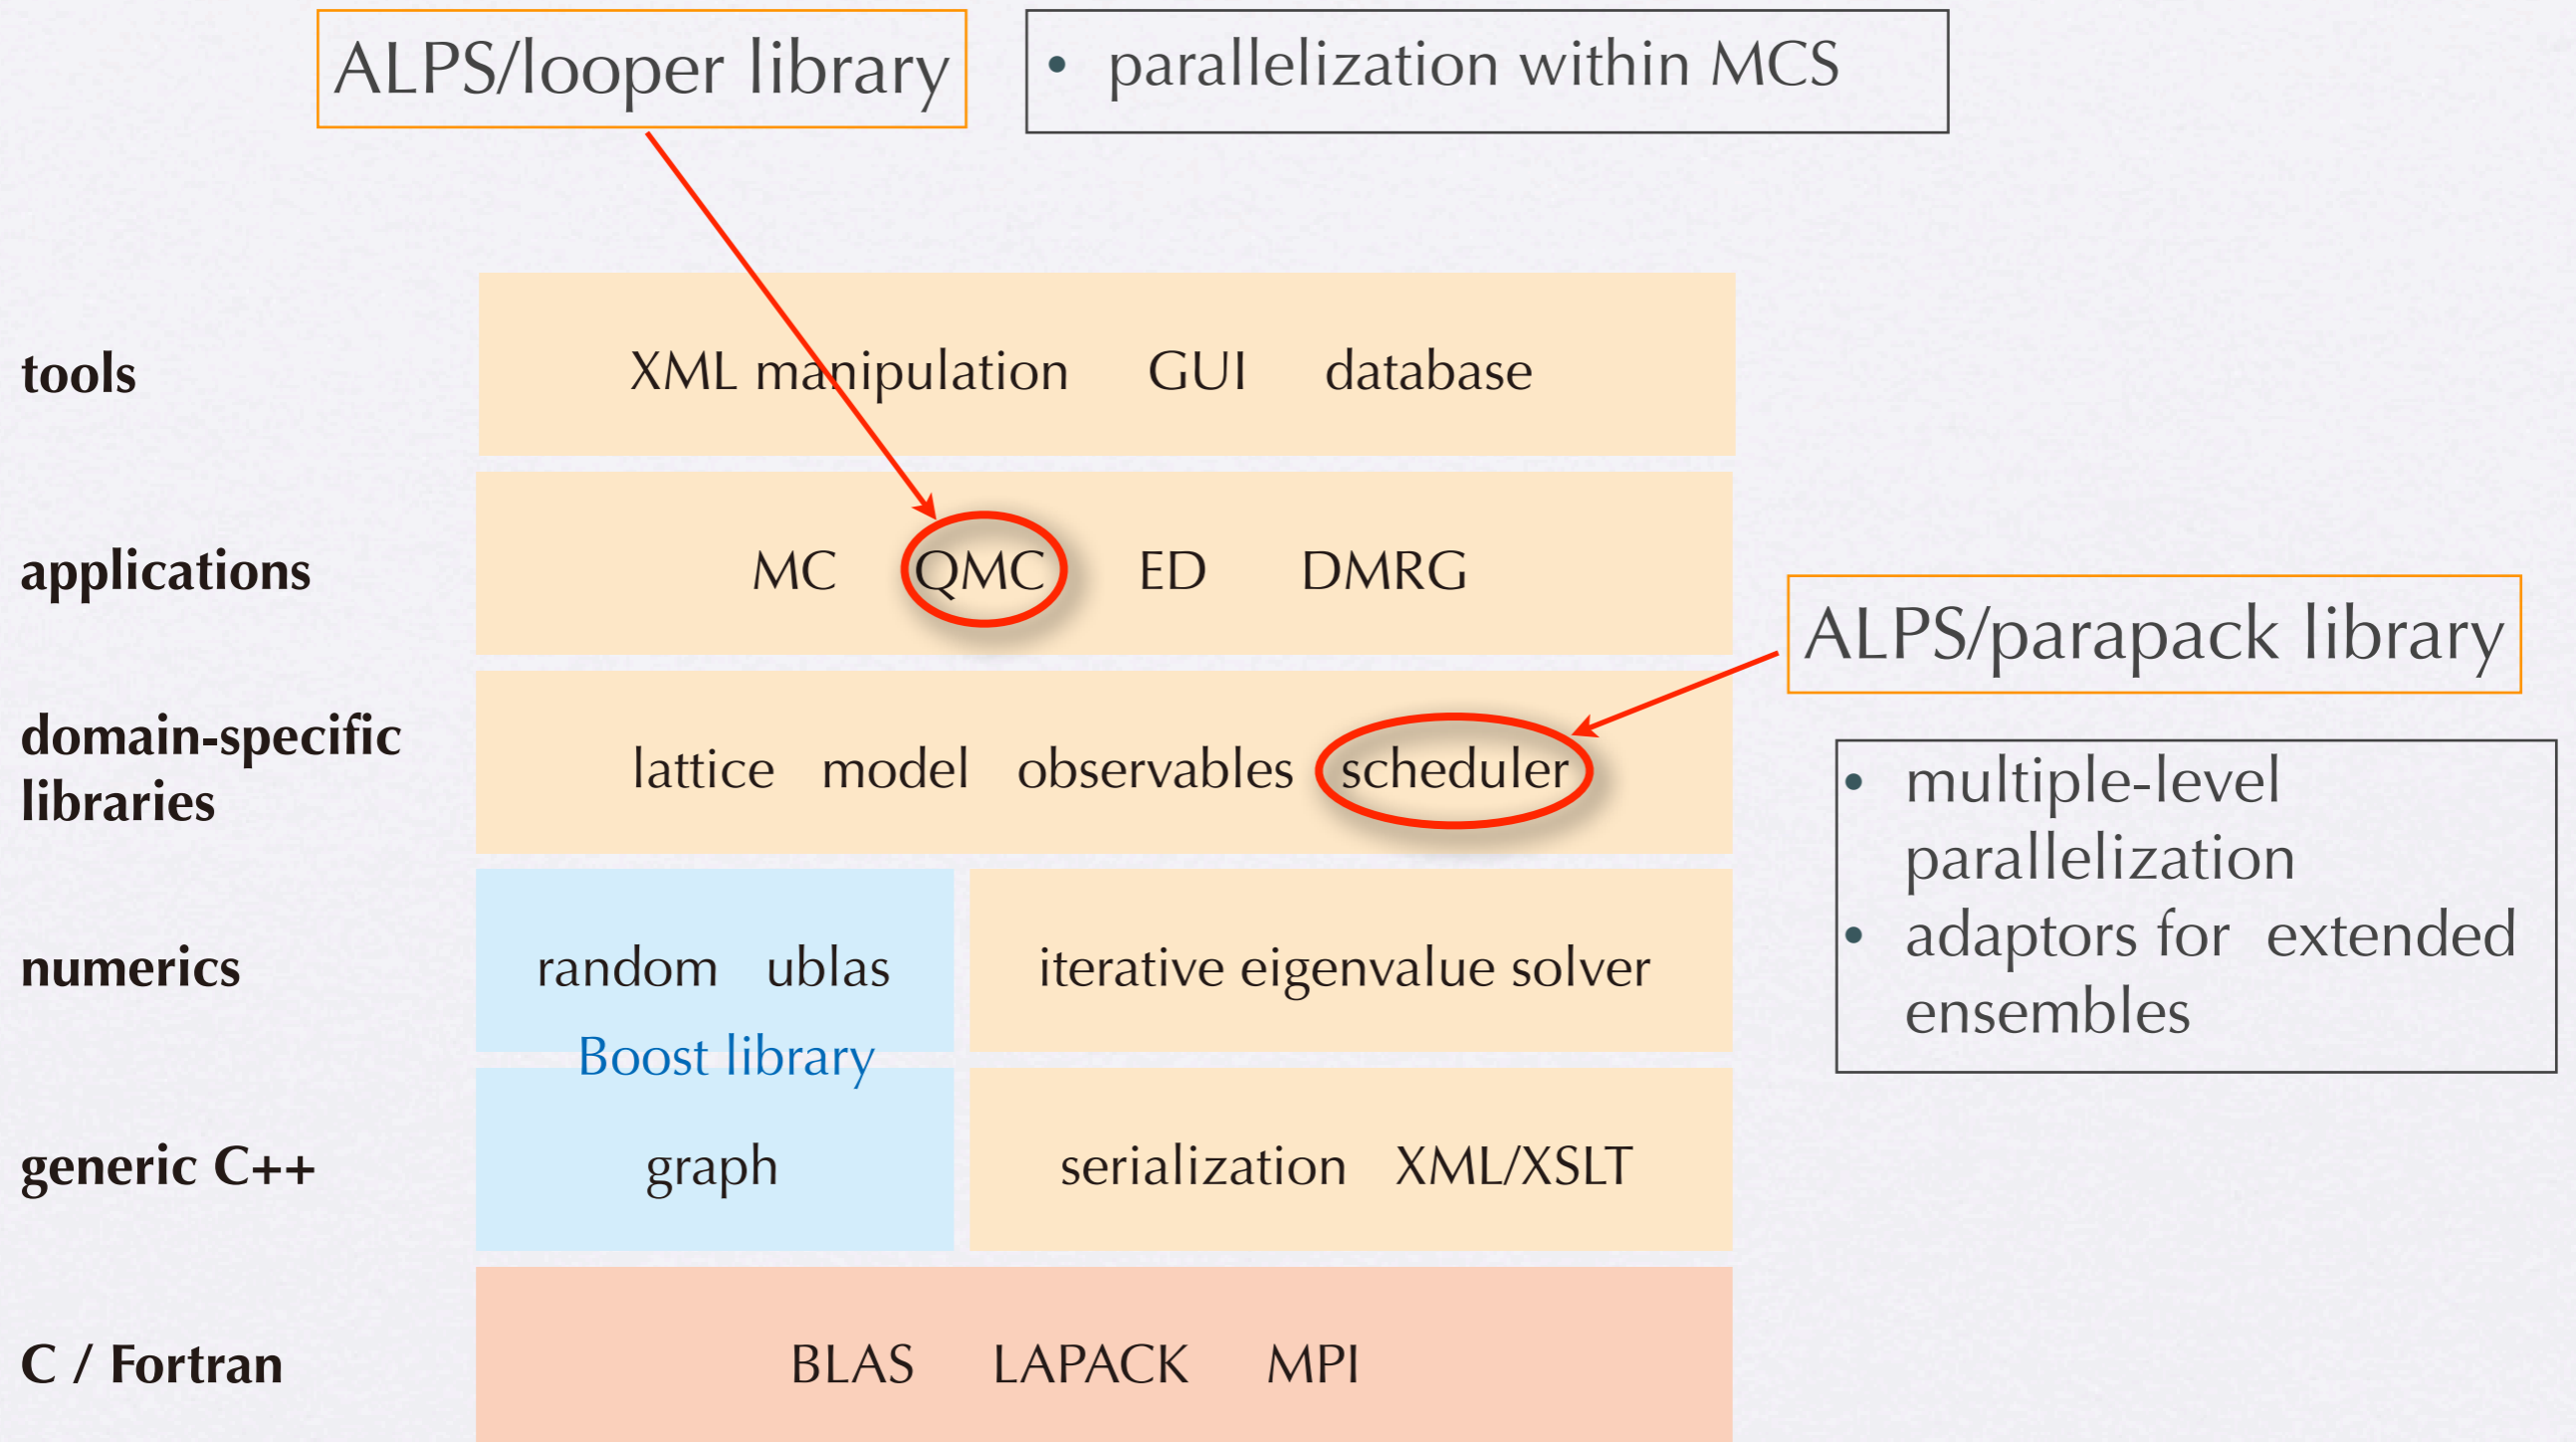 ALPS/looper library
• parallelization within MCS
tools
XML manipulation GUI database
applications
MC QMC ED DMRG
ALPS/parapack library
domain-specific
libraries
lattice model observables scheduler
• multiple-level
parallelization
• adaptors for extended
ensembles
numerics
random ublas
iterative eigenvalue solver
Boost library
generic C++
graph
serialization XML/XSLT
C / Fortran
BLAS LAPACK MPI